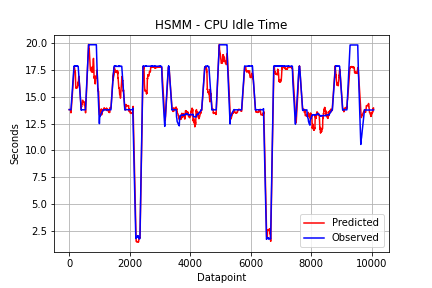 HSMM - CPU Idle Time
20.0
17.5
15.0
12.5
10.0
7.5
5.0
2.5
Seconds
0 2000 4000 6000 8000 10000
Datapoint
Predicted
Observed